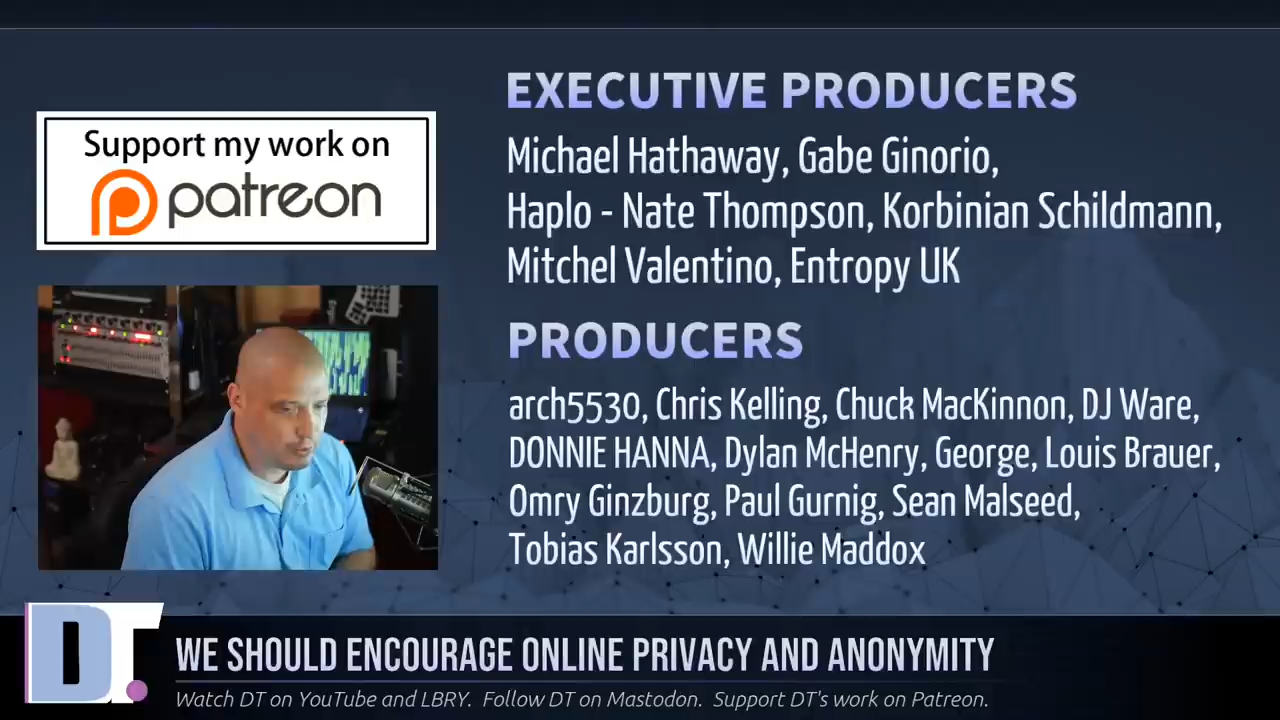 Support my work on
patreon
EXECUTIVE PRODUCERS
Michael Hathaway, Gabe Ginorio,
Haplo - Nate Thompson, Korbinian Schildmann,
Mitchel Valentino, Entropy UK
PRODUCERS
arch5530, Chris Kelling, Chuck MacKinnon, DJ Ware,
DONNIE HANNA, Dylan McHenry, George, Louis Brauer,
Omry Ginzburg, Paul Gurnig, Sean Malseed,
Tobias Karlsson, Willie Maddox
DT.
WE SHOULD ENCOURAGE ONLINE PRIVACY AND ANONYMITY
Watch DT on YouTube and LBRY. Follow DT on Mastodon. Support DT's work on Patreon.